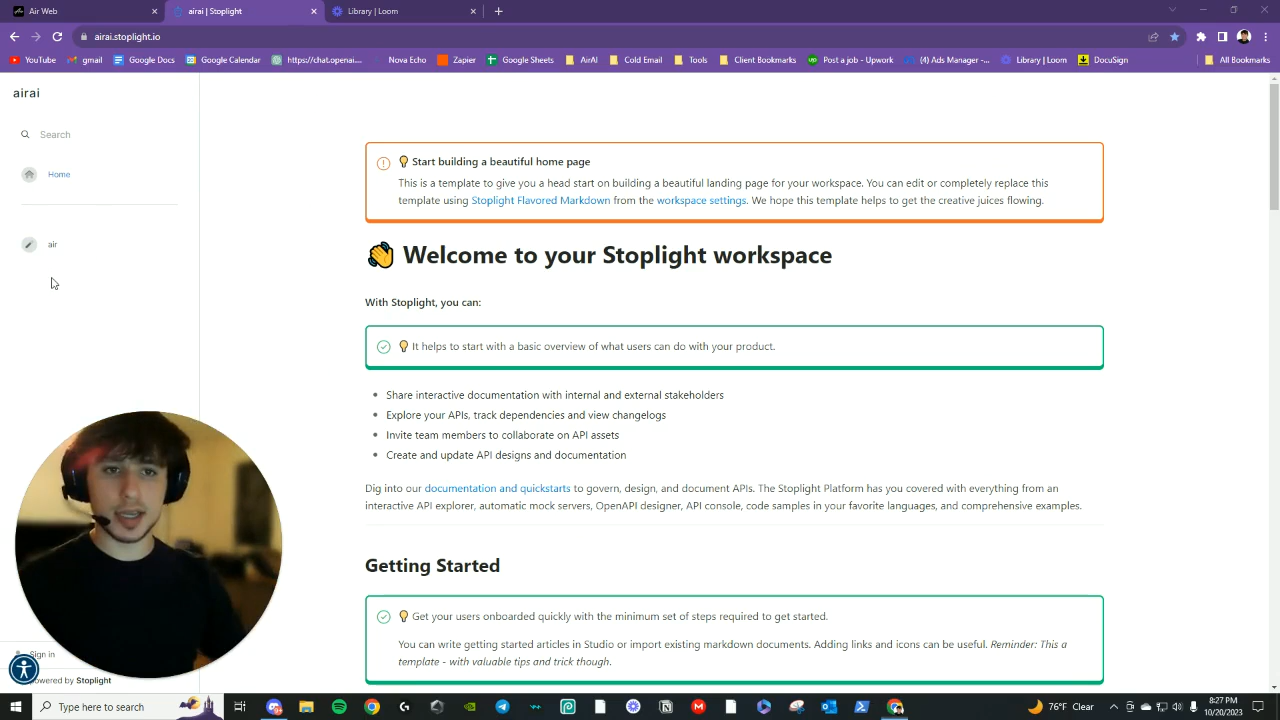 Air Web
airai | Stoplight
Library | Loom
airai.stoplight.io
YouTube
gmail
Google Docs
Google Calendar
https://chat.openai....
Nova Echo
Zapier
Google Sheets
AirAI
Cold Email
Tools
Client Bookmarks
Post a job - Upwork
(4) Ads Manager -...
Library | Loom
DocuSign
All Bookmarks
airai
Search
Home
air
Start building a beautiful home page
This is a template to give you a head start on building a beautiful landing page for your workspace. You can edit or completely replace this
template using Stoplight Flavored Markdown from the workspace settings. We hope this template helps to get the creative juices flowing.
Welcome to your Stoplight workspace
With Stoplight, you can:
It helps to start with a basic overview of what users can do with your product.
Share interactive documentation with internal and external stakeholders
Explore your APIs, track dependencies and view changelogs
Invite team members to collaborate on API assets
Create and update API designs and documentation
Dig into our documentation and quickstarts to govern, design, and document APIs. The Stoplight Platform has you covered with everything from an
interactive API explorer, automatic mock servers, OpenAPI designer, API console, code samples in your favorite languages, and comprehensive examples.
Getting Started
Get your users onboarded quickly with the minimum set of steps required to get started.
You can write getting started articles in Studio or import existing markdown documents. Adding links and icons can be useful. Reminder: This a
template - with valuable tips and trick though.
Sign in
powered by Stoplight
Type here to search
76°F Clear
8:27 PM
10/20/2023